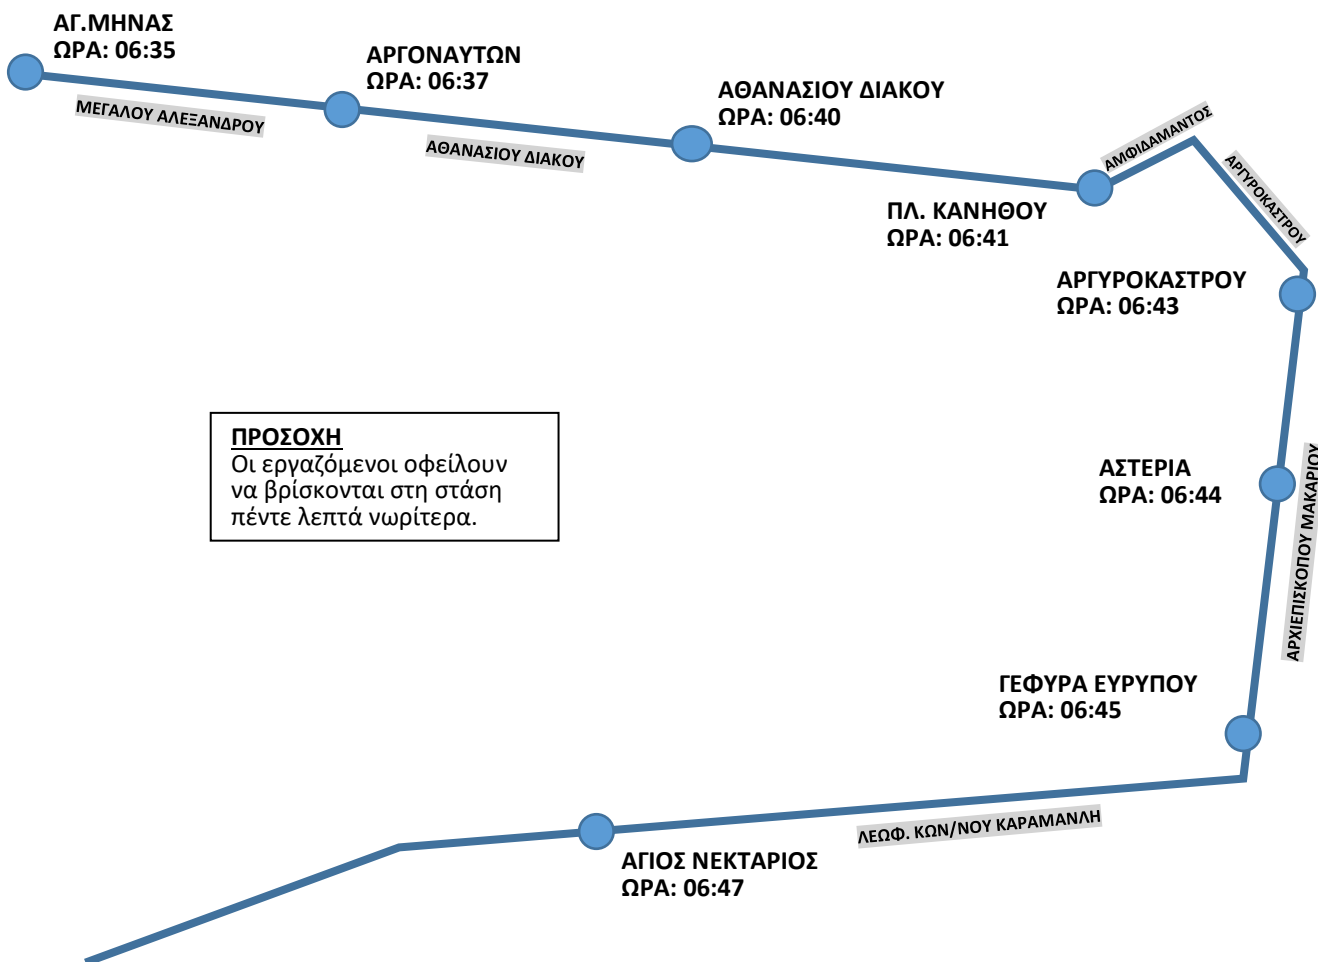 ΑΓ.ΜΗΝΑΣ
ΩΡΑ: 06:35
ΜΕΓΑΛΟΥ ΑΛΕΞΑΝΔΡΟΥ
ΑΡΓΟΝΑΥΤΩΝ
ΩΡΑ: 06:37
ΑΘΑΝΑΣΙΟΥ ΔΙΑΚΟΥ
ΑΘΑΝΑΣΙΟΥ ΔΙΑΚΟΥ
ΩΡΑ: 06:40
ΠΛ. ΚΑΝΗΘΟΥ
ΩΡΑ: 06:41
ΑΜΦΙΔΑΜΑΝΤΟΣ
ΑΡΓΥΡΟΚΑΣΤΡΟΥ
ΑΡΓΥΡΟΚΑΣΤΡΟΥ
ΩΡΑ: 06:43
ΠΡΟΣΟΧΗ
Οι εργαζόμενοι οφείλουν
να βρίσκονται στη στάση
πέντε λεπτά νωρίτερα.
ΑΣΤΕΡΙΑ
ΩΡΑ: 06:44
ΑΡΧΙΕΠΙΣΚΟΠΟΥ ΜΑΚΑΡΙΟΥ
ΓΕΦΥΡΑ ΕΥΡΥΠΟΥ
ΩΡΑ: 06:45
ΛΕΩΦ. ΚΩΝ/ΝΟΥ ΚΑΡΑΜΑΝΛΗ
ΑΓΙΟΣ ΝΕΚΤΑΡΙΟΣ
ΩΡΑ: 06:47